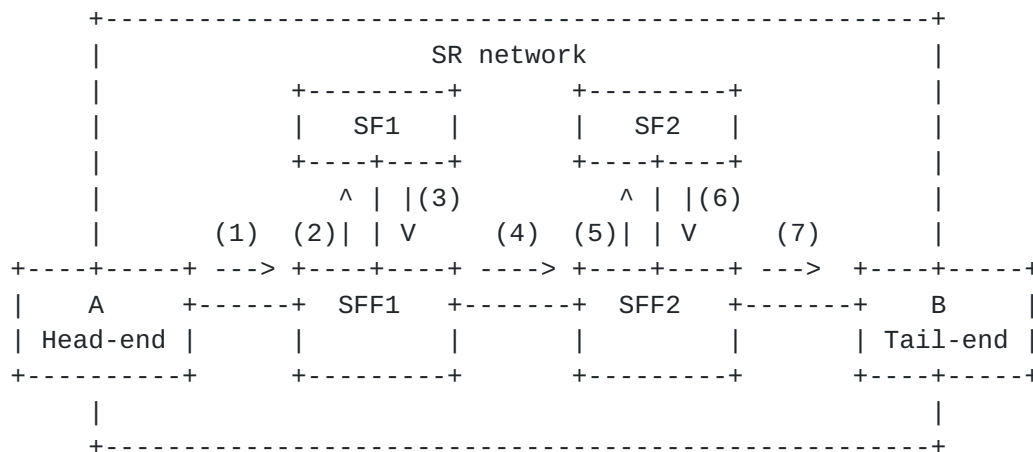 +-----------------------------------------------------+
     |                     SR network                      |
     |            +---------+       +---------+            |
     |            |   SF1   |       |   SF2   |            |
     |            +----+----+       +----+----+            |
     |               ^ | |(3)          ^ | |(6)            |
     |       (1)  (2)| | V     (4)  (5)| | V     (7)       |
+----+-----+ ---> +----+----+ ----> +----+----+ --->  +----+-----+
|    A     +------+  SFF1   +-------+  SFF2   +-------+    B     |
| Head-end |      |         |       |         |       | Tail-end |
+----------+      +---------+       +---------+       +----+-----+
     |                                                     |
     +-----------------------------------------------------+